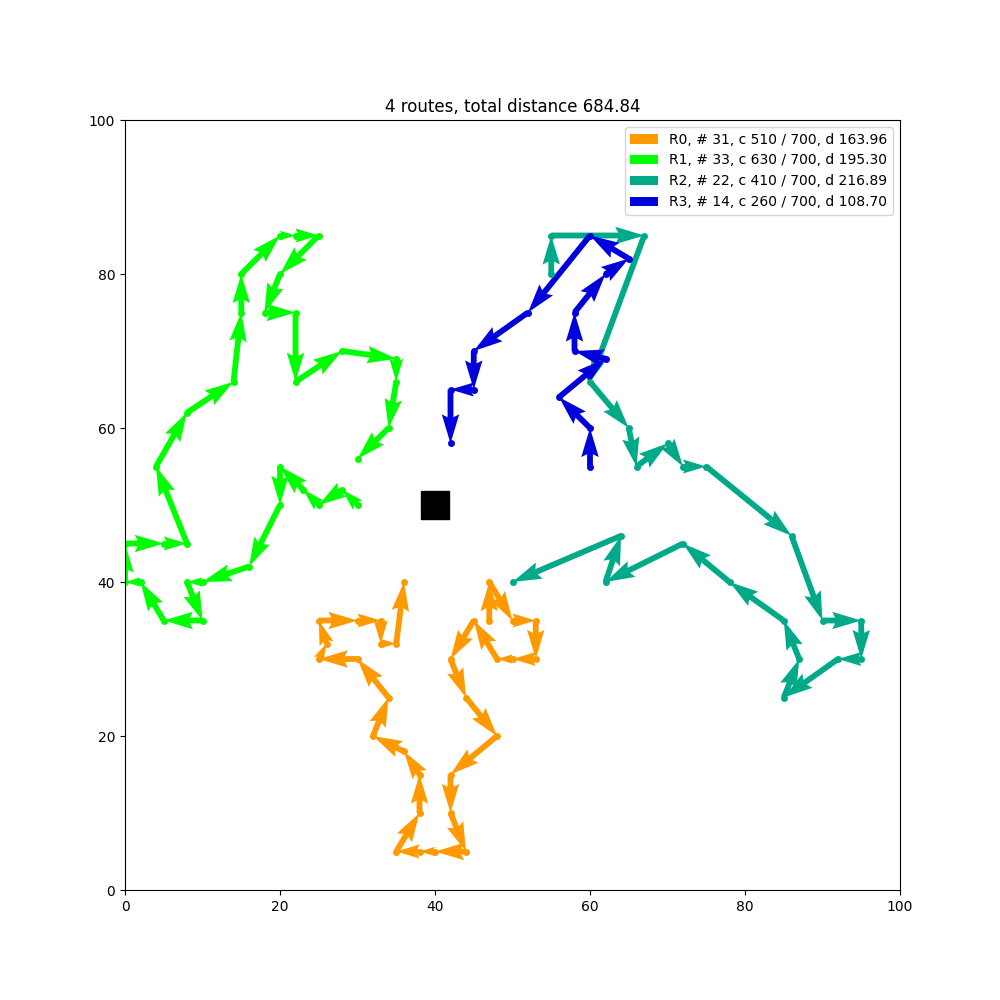 4 routes, total distance 684.84
R0, # 31, c 510 / 700, d 163.96
R1, # 33, c 630 / 700, d 195.30
R2, # 22, c 410 / 700, d 216.89
R3, # 14, c 260 / 700, d 108.70
100
80
60
40
20
0
0 20 40 60 80 100